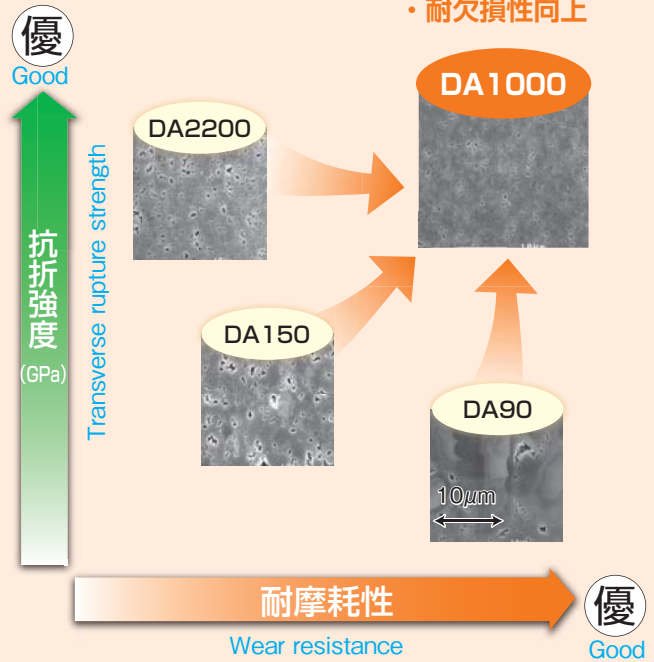 ・耐欠損性向上
優
Good
DA1000
DA2200
抗折強度
(GPa)
Transverse rupture strength
DA150
DA90
10μm
耐摩耗性
Wear resistance
優
Good